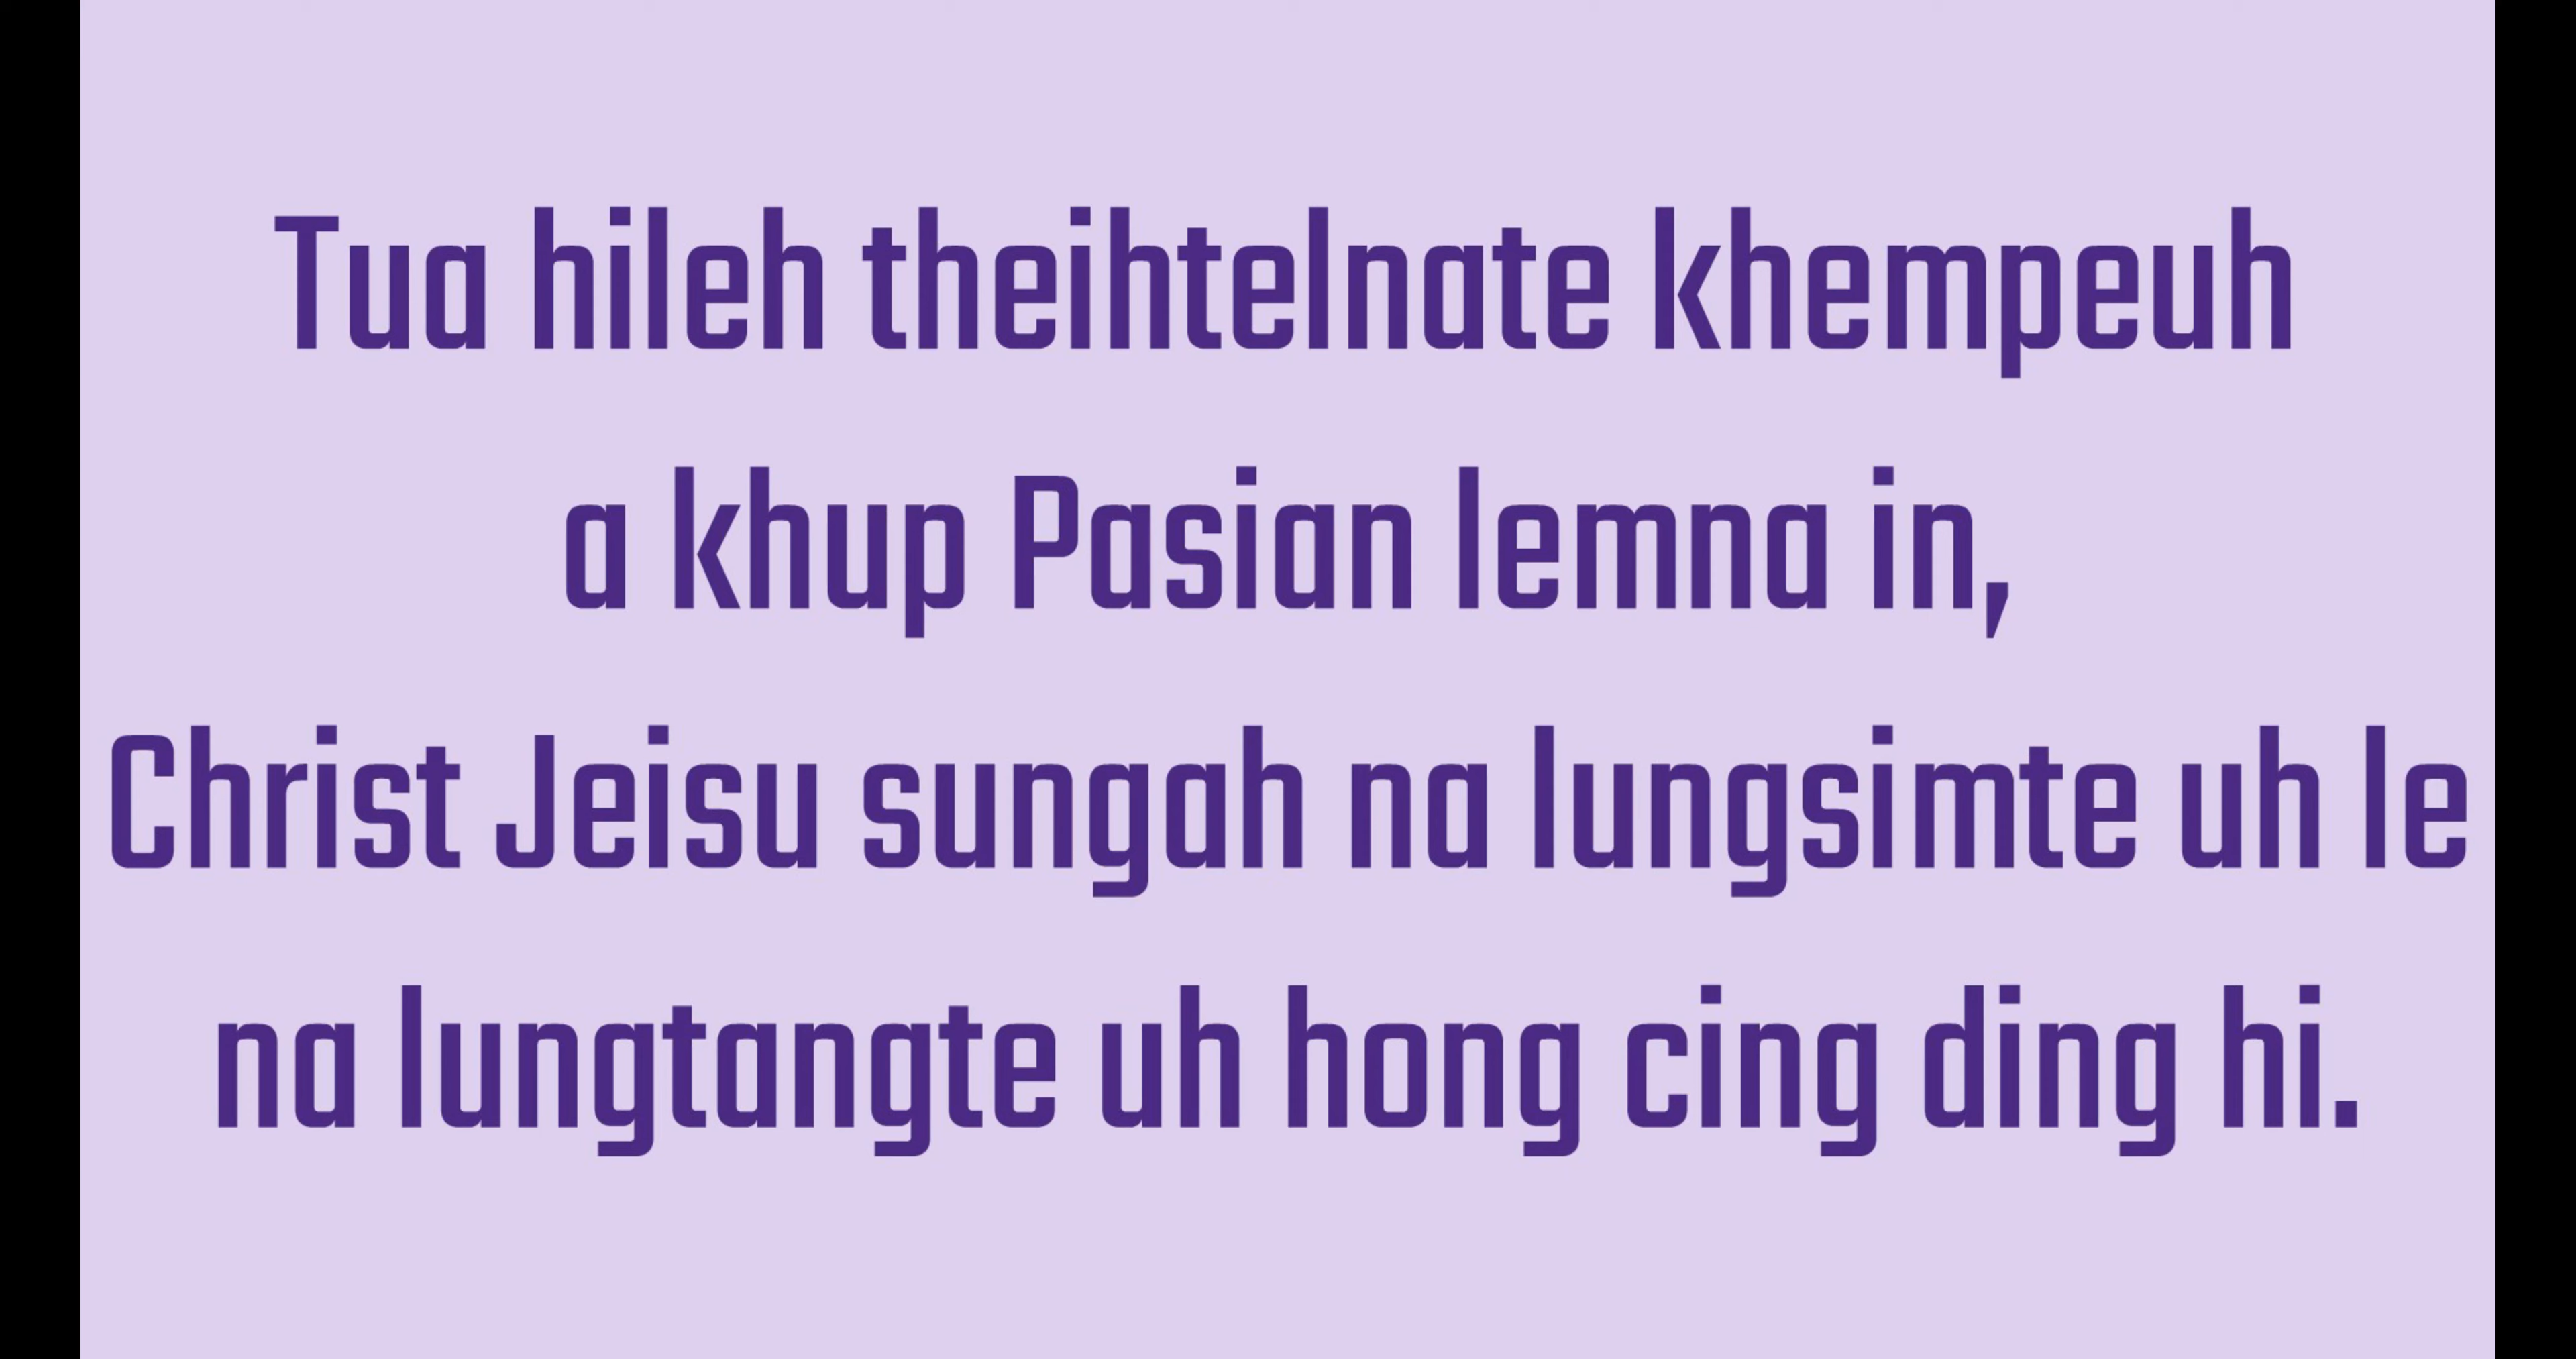 Tua hileh theihtelnate khempeuh
a khup Pasian lemna in,
Christ Jeisu sungah na lungsimte uh le
na lungtangte uh hong cing ding hi.